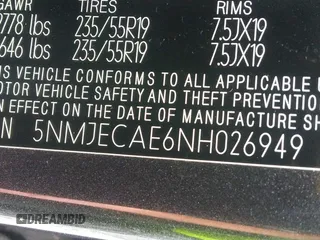 GAWR TIRES RIMS
778 lbs 235/55R19 7.5JX19
646 lbs 235/55R19 7.5JX19
S VEHICLE CONFORMS TO ALL APPLICABLE
OTOR VEHICLE SAFETY AND THEFT PREVENTION
N EFFECT ON THE DATE OF MANUFACTURE SH
N 5NMJECAE6NH026949
DREAMBID